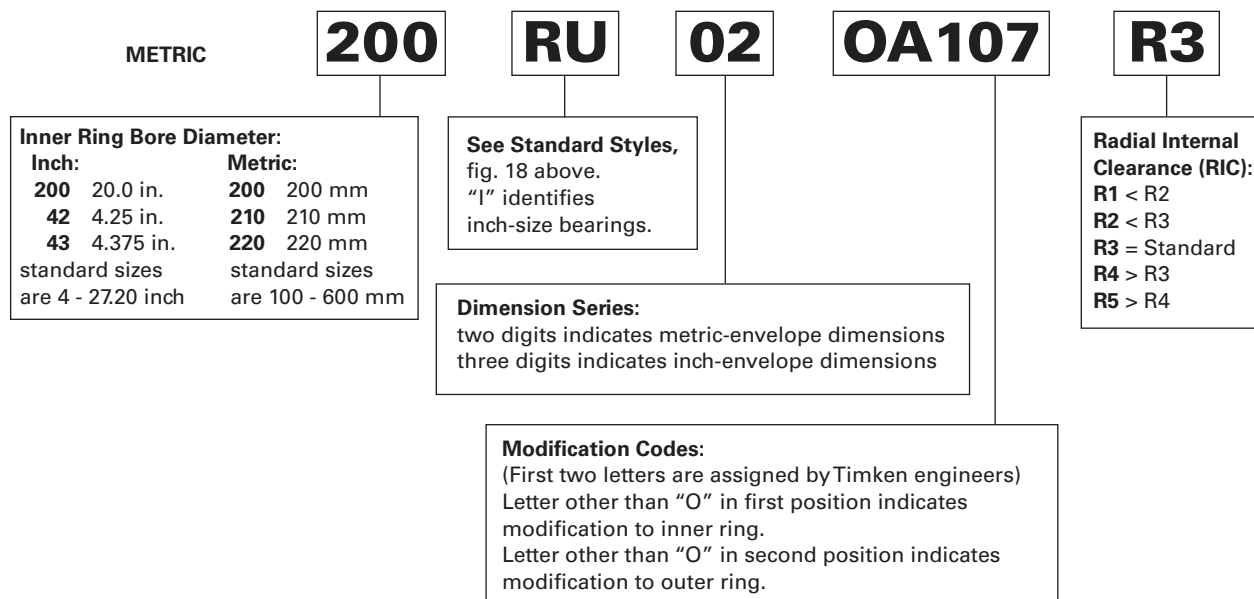 METRIC 200 RU 02 OA107 R3
Inner Ring Bore Diameter:
Inch: Metric:
200 20.0 in. 200 200 mm
42 4.25 in. 210 210 mm
43 4.375 in. 220 220 mm
standard sizes standard sizes
are 4 - 27.20 inch are 100 - 600 mm
See Standard Styles,
fig. 18 above.
“I” identifies
inch-size bearings.
Radial Internal
Clearance (RIC):
R1 < R2
R2 < R3
R3 = Standard
R4 > R3
R5 > R4
Dimension Series:
two digits indicates metric-envelope dimensions
three digits indicates inch-envelope dimensions
Modification Codes:
(First two letters are assigned by Timken engineers)
Letter other than “O” in first position indicates
modification to inner ring.
Letter other than “O” in second position indicates
modification to outer ring.